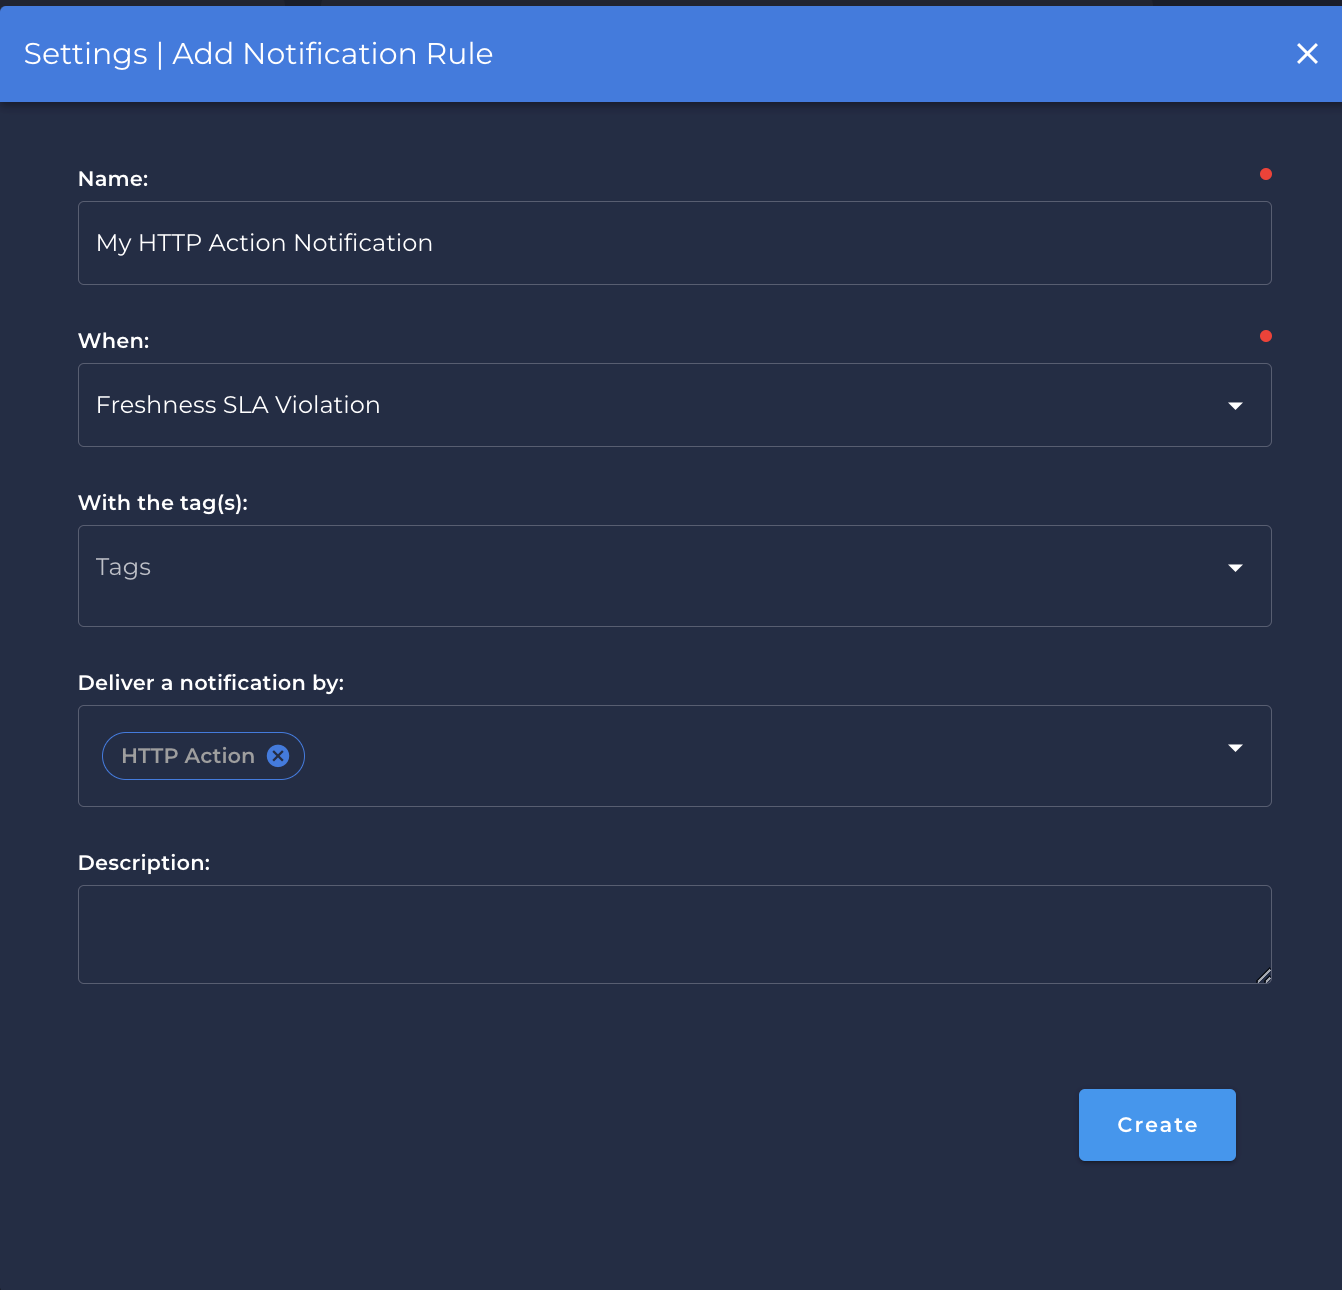 Settings | Add Notification Rule
Name:
My HTTP Action Notification
When:
Freshness SLA Violation
With the tag(s):
Tags
Deliver a notification by:
HTTP Action
Description:
Create